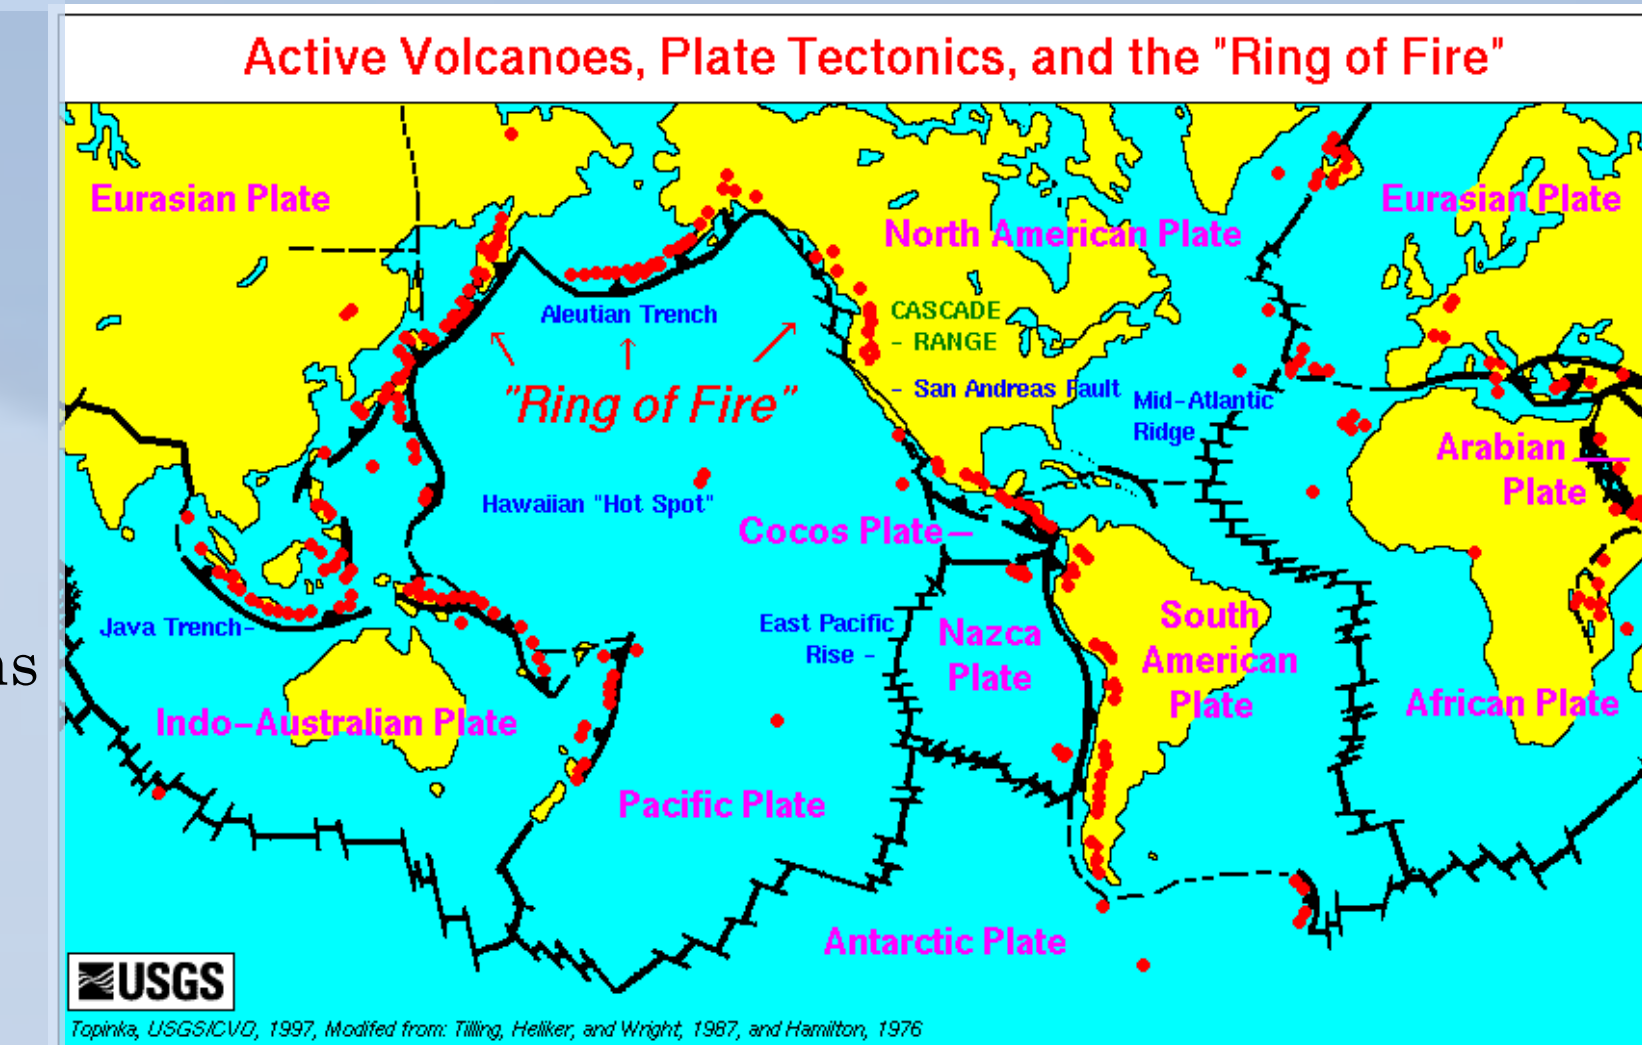 Active Volcanoes, Plate Tectonics, and the "Ring of Fire"
Eurasian Plate
North American Plate
Eurasian Plate
Aleutian Trench
CASCADE
- RANGE
"Ring of Fire"
- San Andreas Fault
Mid-Atlantic
Ridge
Arabian
Plate
Hawaiian "Hot Spot"
Cocos Plate
Java Trench-
East Pacific
Rise -
Nazca
Plate
South
American
Plate
African Plate
Indo-Australian Plate
Pacific Plate
Antarctic Plate
USGS
Topinka, USGS/CVO, 1997, Modifed from: Tilling, Heliker, and Wright, 1987, and Hamilton, 1976